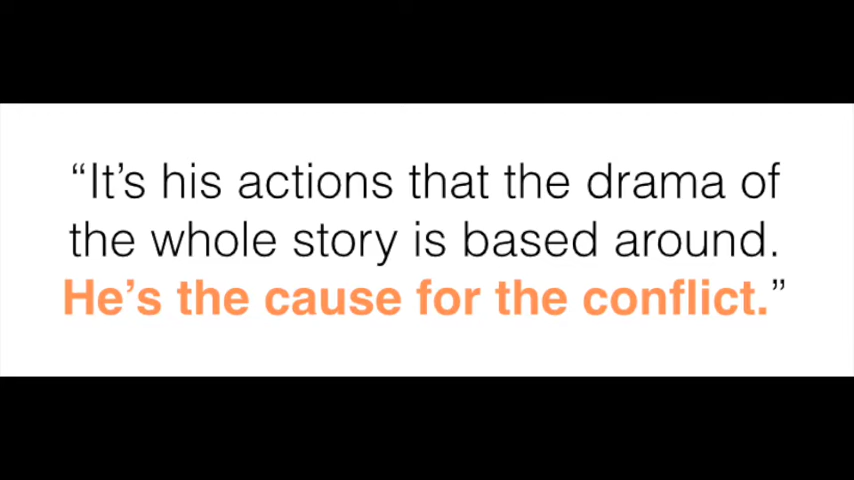 “It’s his actions that the drama of
the whole story is based around.
He’s the cause for the conflict.”